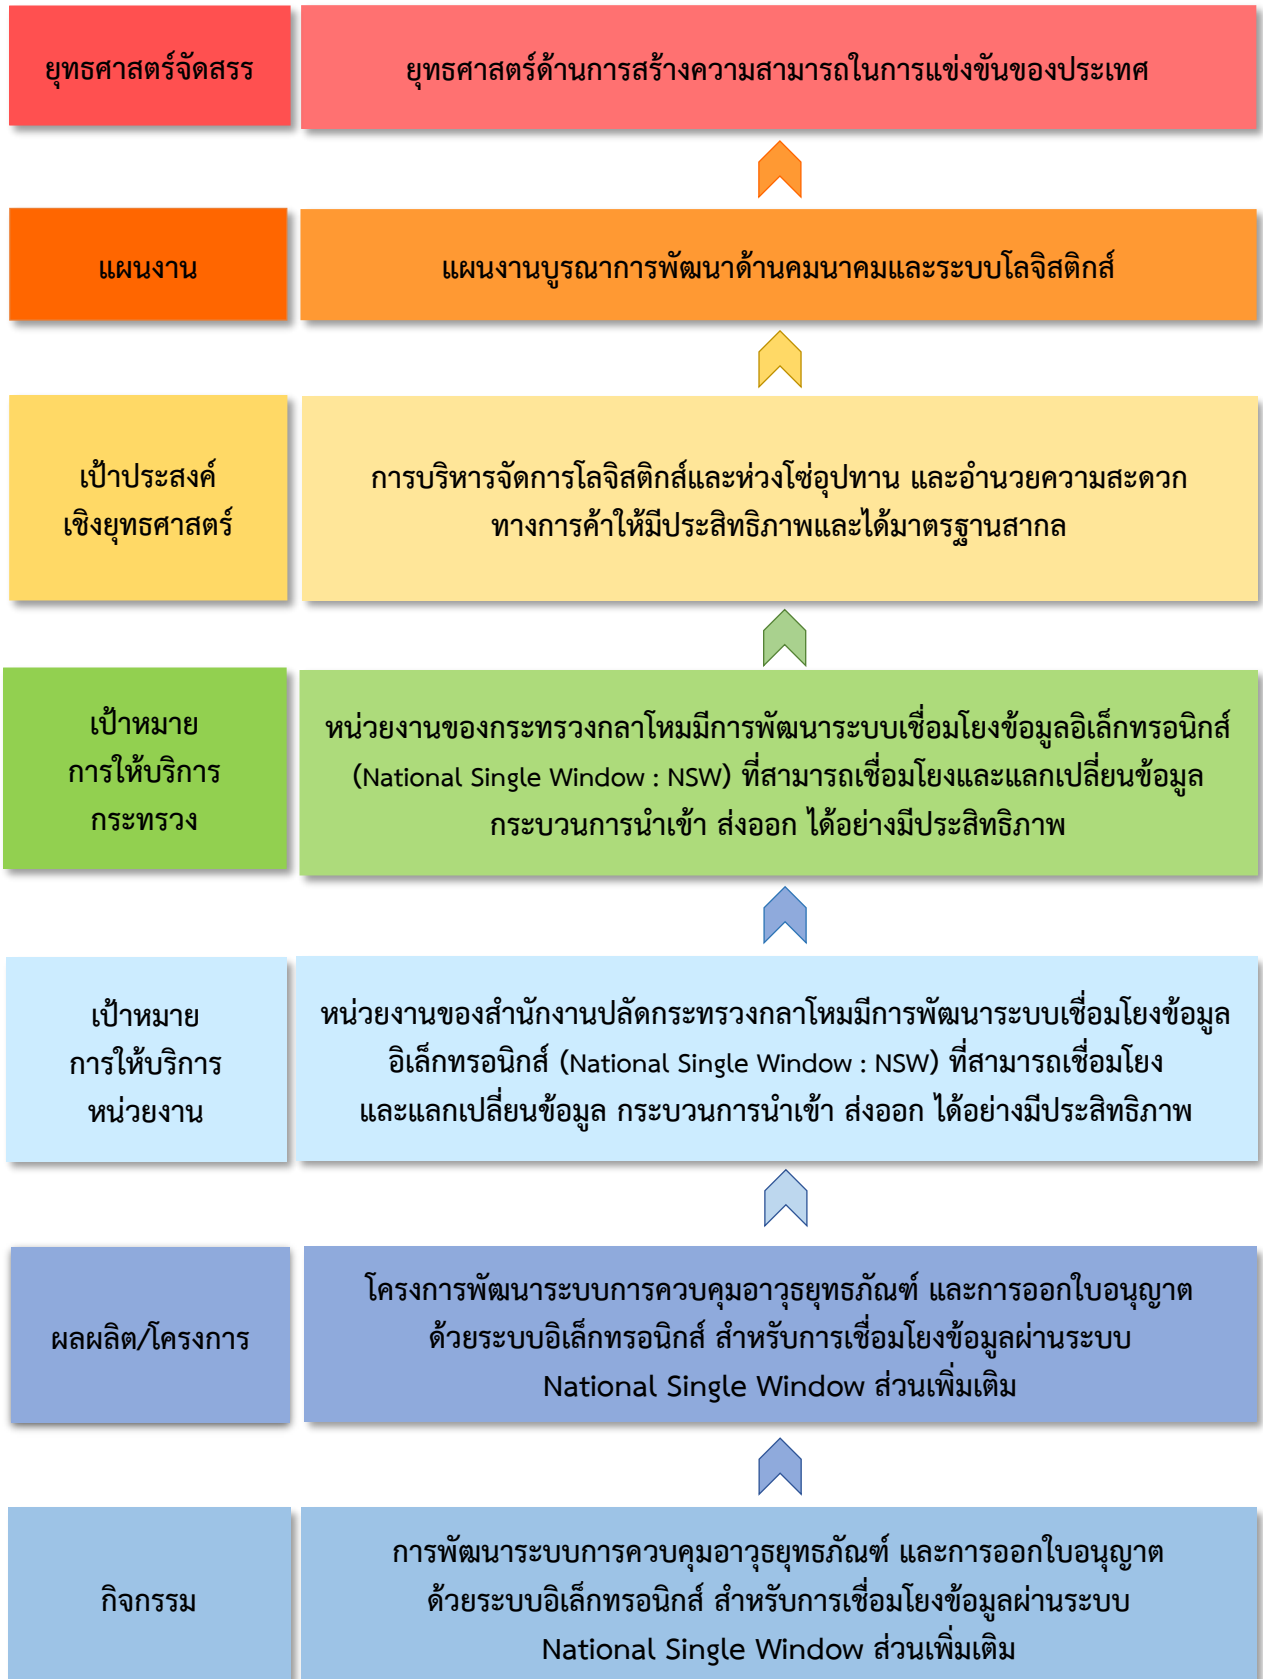 ยุทธศาสตร์จัดสรร
ยุทธศาสตร์ด้านการสร้างความสามารถในการแข่งขันของประเทศ
แผนงาน
แผนงานบูรณาการพัฒนาด้านคมนาคมและระบบโลจิสติกส์
เป้าประสงค์
เชิงยุทธศาสตร์
การบริหารจัดการโลจิสติกส์และห่วงโซ่อุปทาน และอำนวยความสะดวก
ทางการค้าให้มีประสิทธิภาพและได้มาตรฐานสากล
เป้าหมาย
การให้บริการ
กระทรวง
หน่วยงานของกระทรวงกลาโหมมีการพัฒนาระบบเชื่อมโยงข้อมูลอิเล็กทรอนิกส์
(National Single Window : NSW) ที่สามารถเชื่อมโยงและแลกเปลี่ยนข้อมูล
กระบวนการนำเข้า ส่งออก ได้อย่างมีประสิทธิภาพ
เป้าหมาย
การให้บริการ
หน่วยงาน
หน่วยงานของสำนักงานปลัดกระทรวงกลาโหมมีการพัฒนาระบบเชื่อมโยงข้อมูล
อิเล็กทรอนิกส์ (National Single Window : NSW) ที่สามารถเชื่อมโยง
และแลกเปลี่ยนข้อมูล กระบวนการนำเข้า ส่งออก ได้อย่างมีประสิทธิภาพ
ผลผลิต/โครงการ
โครงการพัฒนาระบบการควบคุมอาวุธยุทธภัณฑ์ และการออกใบอนุญาต
ด้วยระบบอิเล็กทรอนิกส์ สำหรับการเชื่อมโยงข้อมูลผ่านระบบ
National Single Window ส่วนเพิ่มเติม
กิจกรรม
การพัฒนาระบบการควบคุมอาวุธยุทธภัณฑ์ และการออกใบอนุญาต
ด้วยระบบอิเล็กทรอนิกส์ สำหรับการเชื่อมโยงข้อมูลผ่านระบบ
National Single Window ส่วนเพิ่มเติม